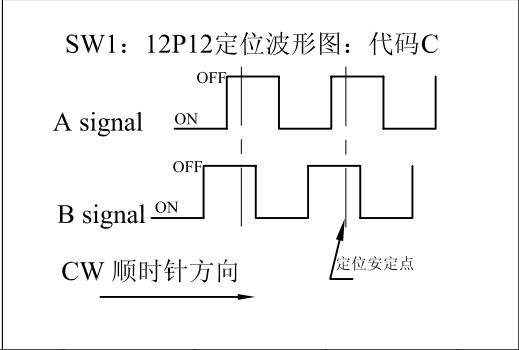 SW1：12P12定位波形图：代码C
OFF
A signal
ON
OFF
B signal
ON
定位安定点
CW 顺时针方向